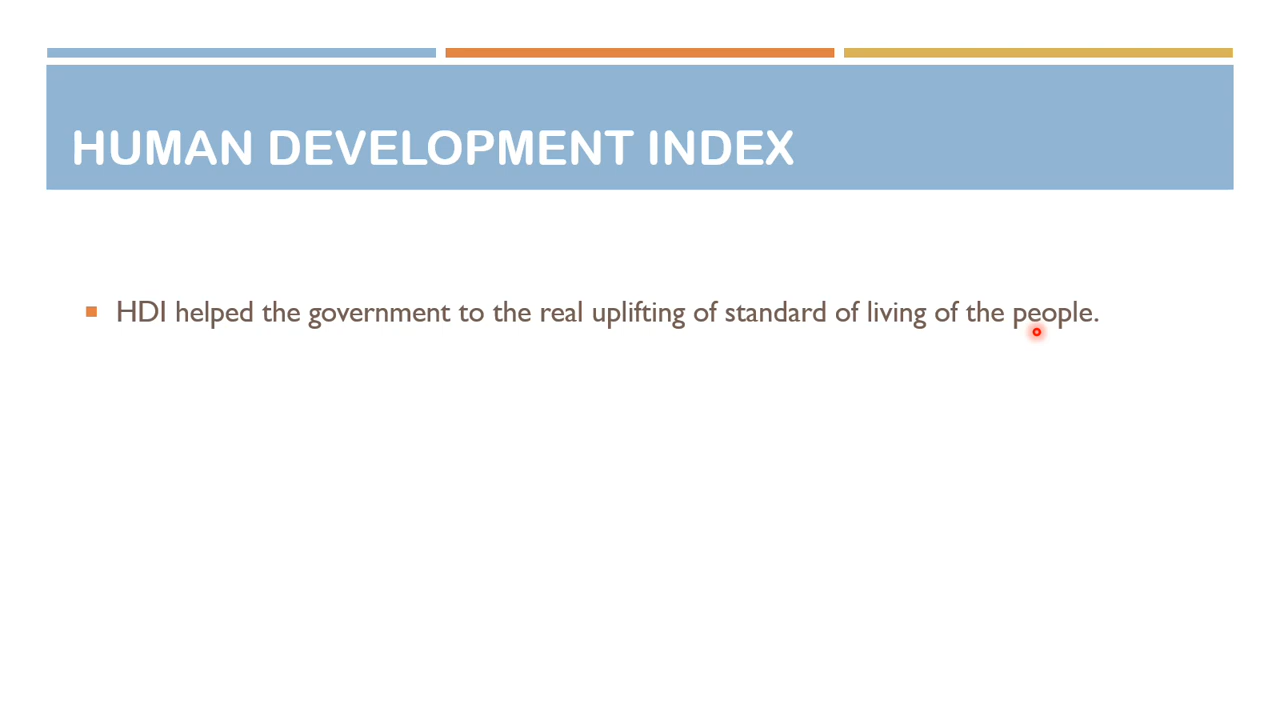 HUMAN DEVELOPMENT INDEX
HDI helped the government to the real uplifting of standard of living of the people.